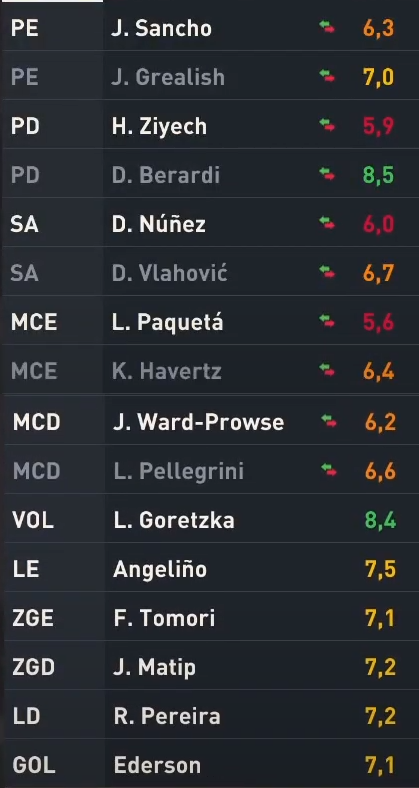 PE J. Sancho 6,3
PE J. Grealish 7,0
PD H. Ziyech 5,9
PD D. Berardi 8,5
SA D. Núñez 6,0
SA D. Vlahović 6,7
MCE L. Paquetá 5,6
MCE K. Havertz 6,4
MCD J. Ward-Prowse 6,2
MCD L. Pellegrini 6,6
VOL L. Goretzka 8,4
LE Angeliño 7,5
ZGE F. Tomori 7,1
ZGD J. Matip 7,2
LD R. Pereira 7,2
GOL Ederson 7,1